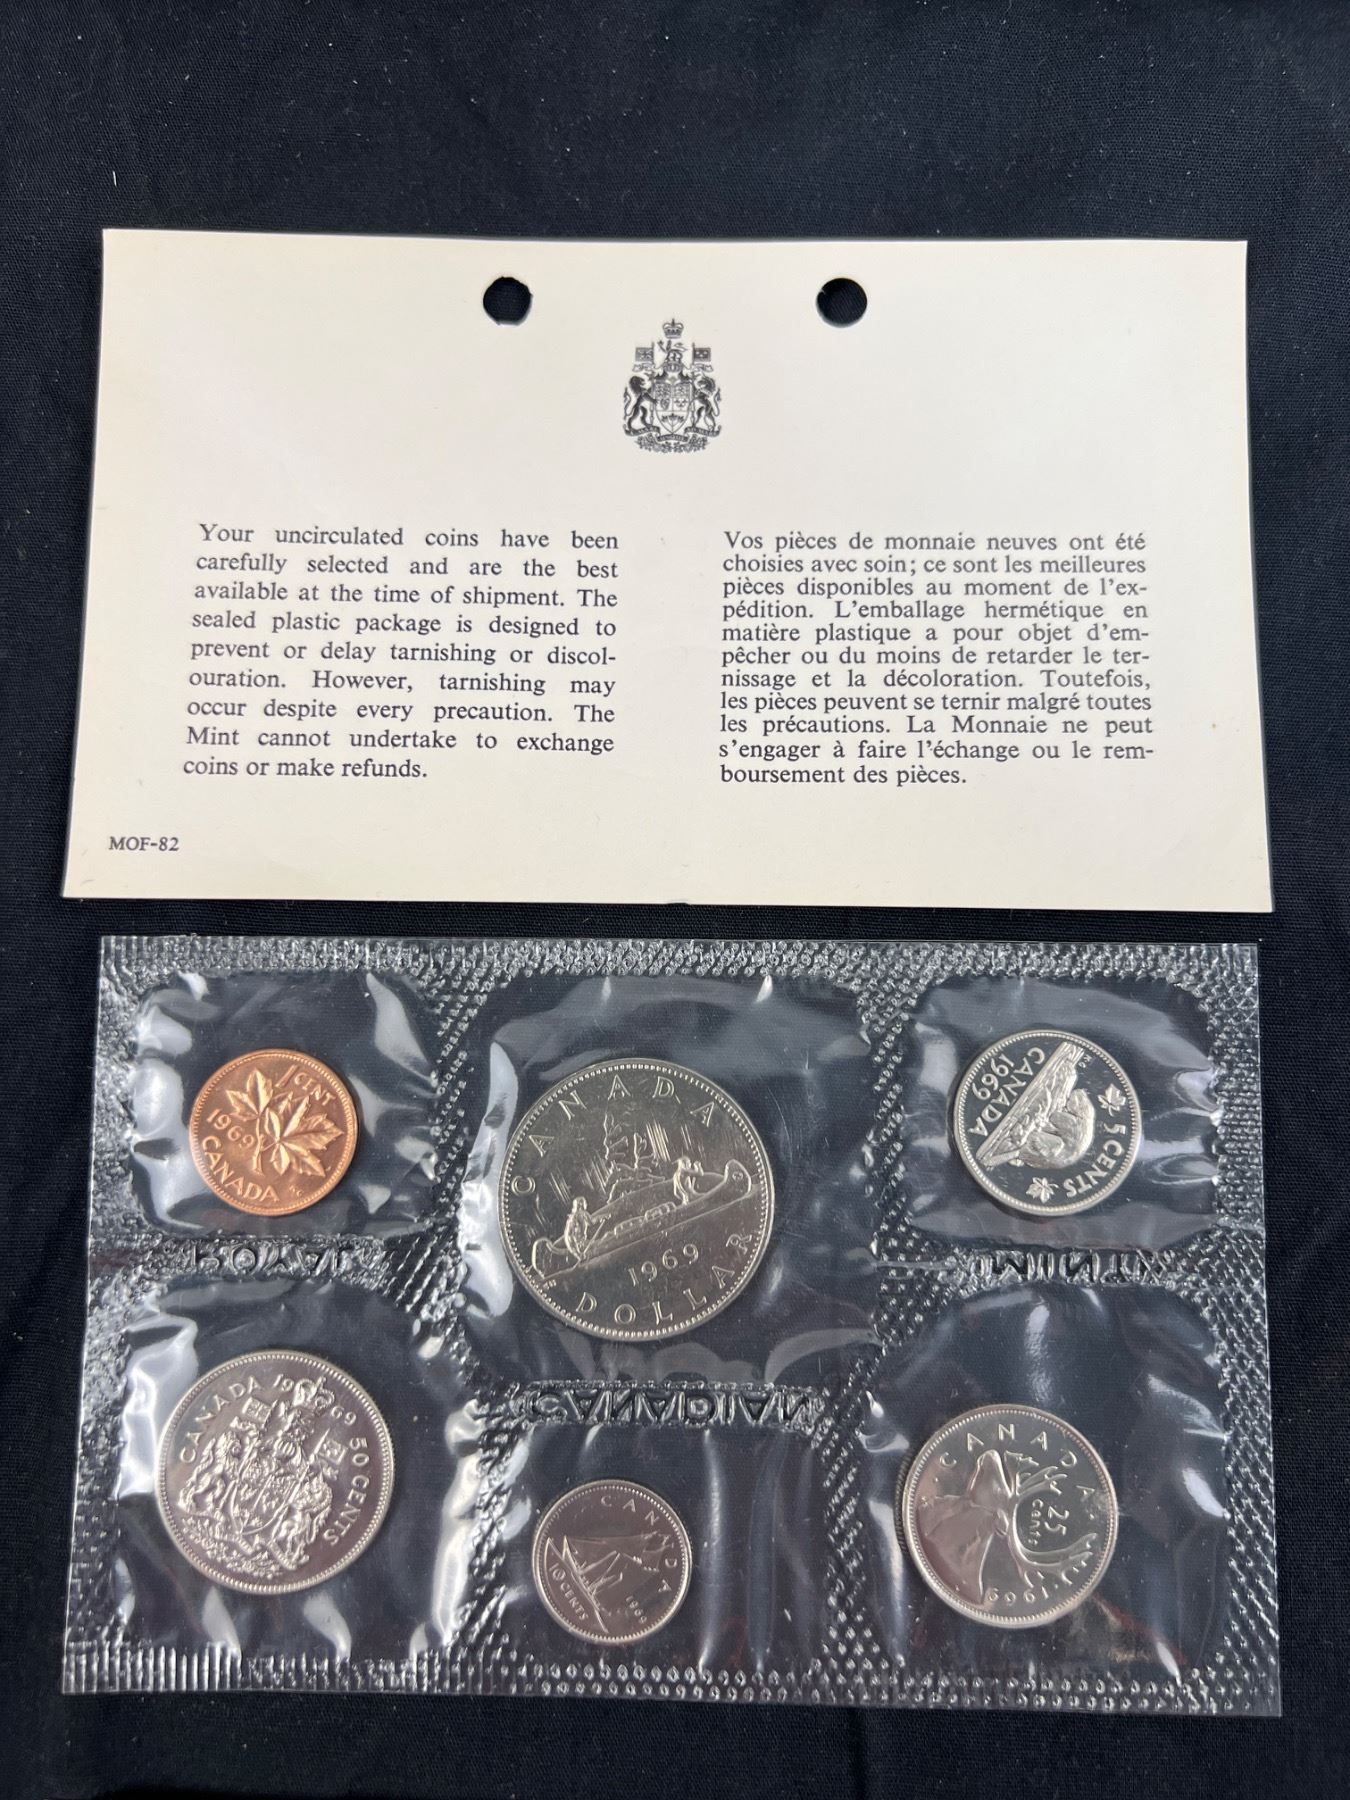 Your uncirculated coins have been
carefully selected and are the best
available at the time of shipment. The
sealed plastic package is designed to
prevent or delay tarnishing or discol-
ouration. However, tarnishing may
occur despite every precaution. The
Mint cannot undertake to exchange
coins or make refunds.
Vos pièces de monnaie neuves ont été
choisies avec soin; ce sont les meilleures
pièces disponibles au moment de l'ex-
pédition. L'emballage hermétique en
matière plastique a pour objet d'em-
pêcher ou du moins de retarder le ter-
nissage et la décoloration. Toutefois,
les pièces peuvent se ternir malgré toutes
les précautions. La Monnaie ne peut
s'engager à faire l'échange ou le rem-
boursement des pièces.
MOF-82
1 CENT
1969
CANADA
CANADA
1969
DOLLAR
5 CENTS
CANADA
1969
ROYAL
MINT
CANADIAN
CANADA 1969
50 CENTS
CANADA
10 CENTS
1969
CANADA
25
CENTS
1969